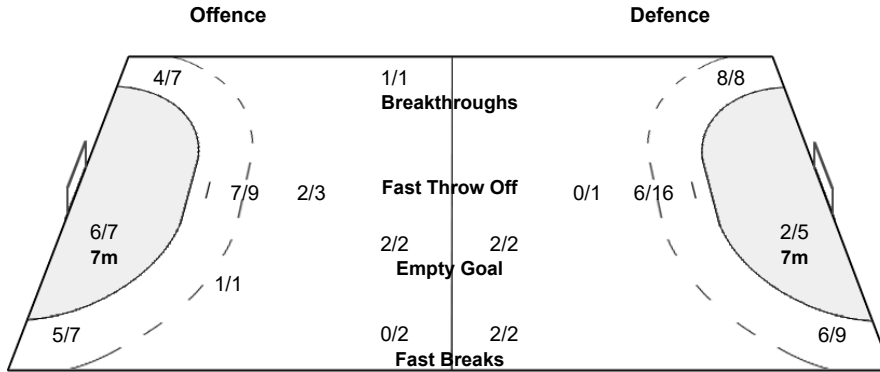 Offence Defence
4/7 1/1 8/8
Breakthroughs
7/9 2/3 Fast Throw Off 0/1 6/16
6/7 2/5
7m 7m
2/2 2/2
Empty Goal
1/1
5/7 0/2 2/2 6/9
Fast Breaks